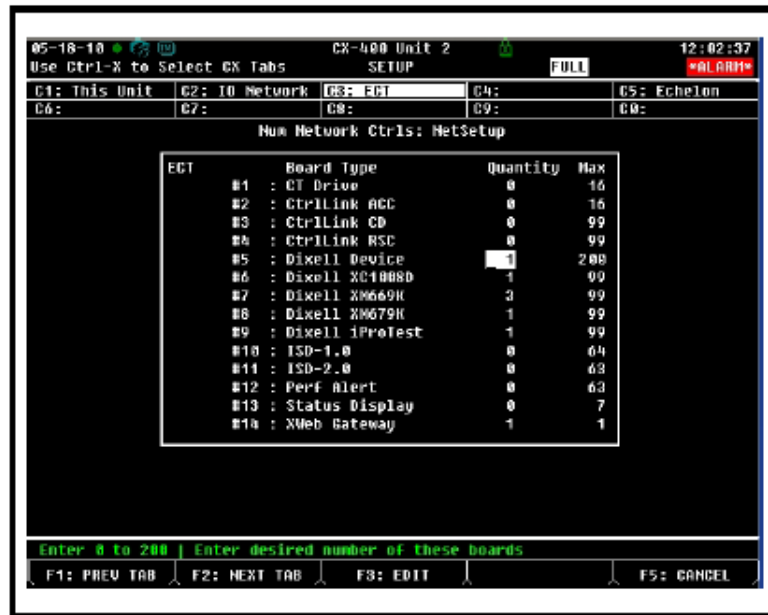 05-18-10 CX-400 Unit 2 12:02:37
Use Ctrl-X to Select CX Tabs SETUP FULL *ALARM*
C1: This Unit C2: IO Network C3: ECT C4: C5: Echelon
C6: C7: C8: C9: C0:
Num Network Ctrls: NetSetup
ECT Board Type Quantity Max
#1 : CT Drive 0 16
#2 : CtrlLink ACC 0 16
#3 : CtrlLink CD 0 99
#4 : CtrlLink RSC 0 99
#5 : Dixell Device 1 200
#6 : Dixell XC1008D 1 99
#7 : Dixell XM669K 3 99
#8 : Dixell XM679K 1 99
#9 : Dixell iProTest 1 99
#10 : ISD-1.0 0 64
#11 : ISD-2.0 0 63
#12 : Perf Alert 0 63
#13 : Status Display 0 7
#14 : XWeb Gateway 1 1
Enter 0 to 200 | Enter desired number of these boards
F1: PREV TAB F2: NEXT TAB F3: EDIT F5: CANCEL